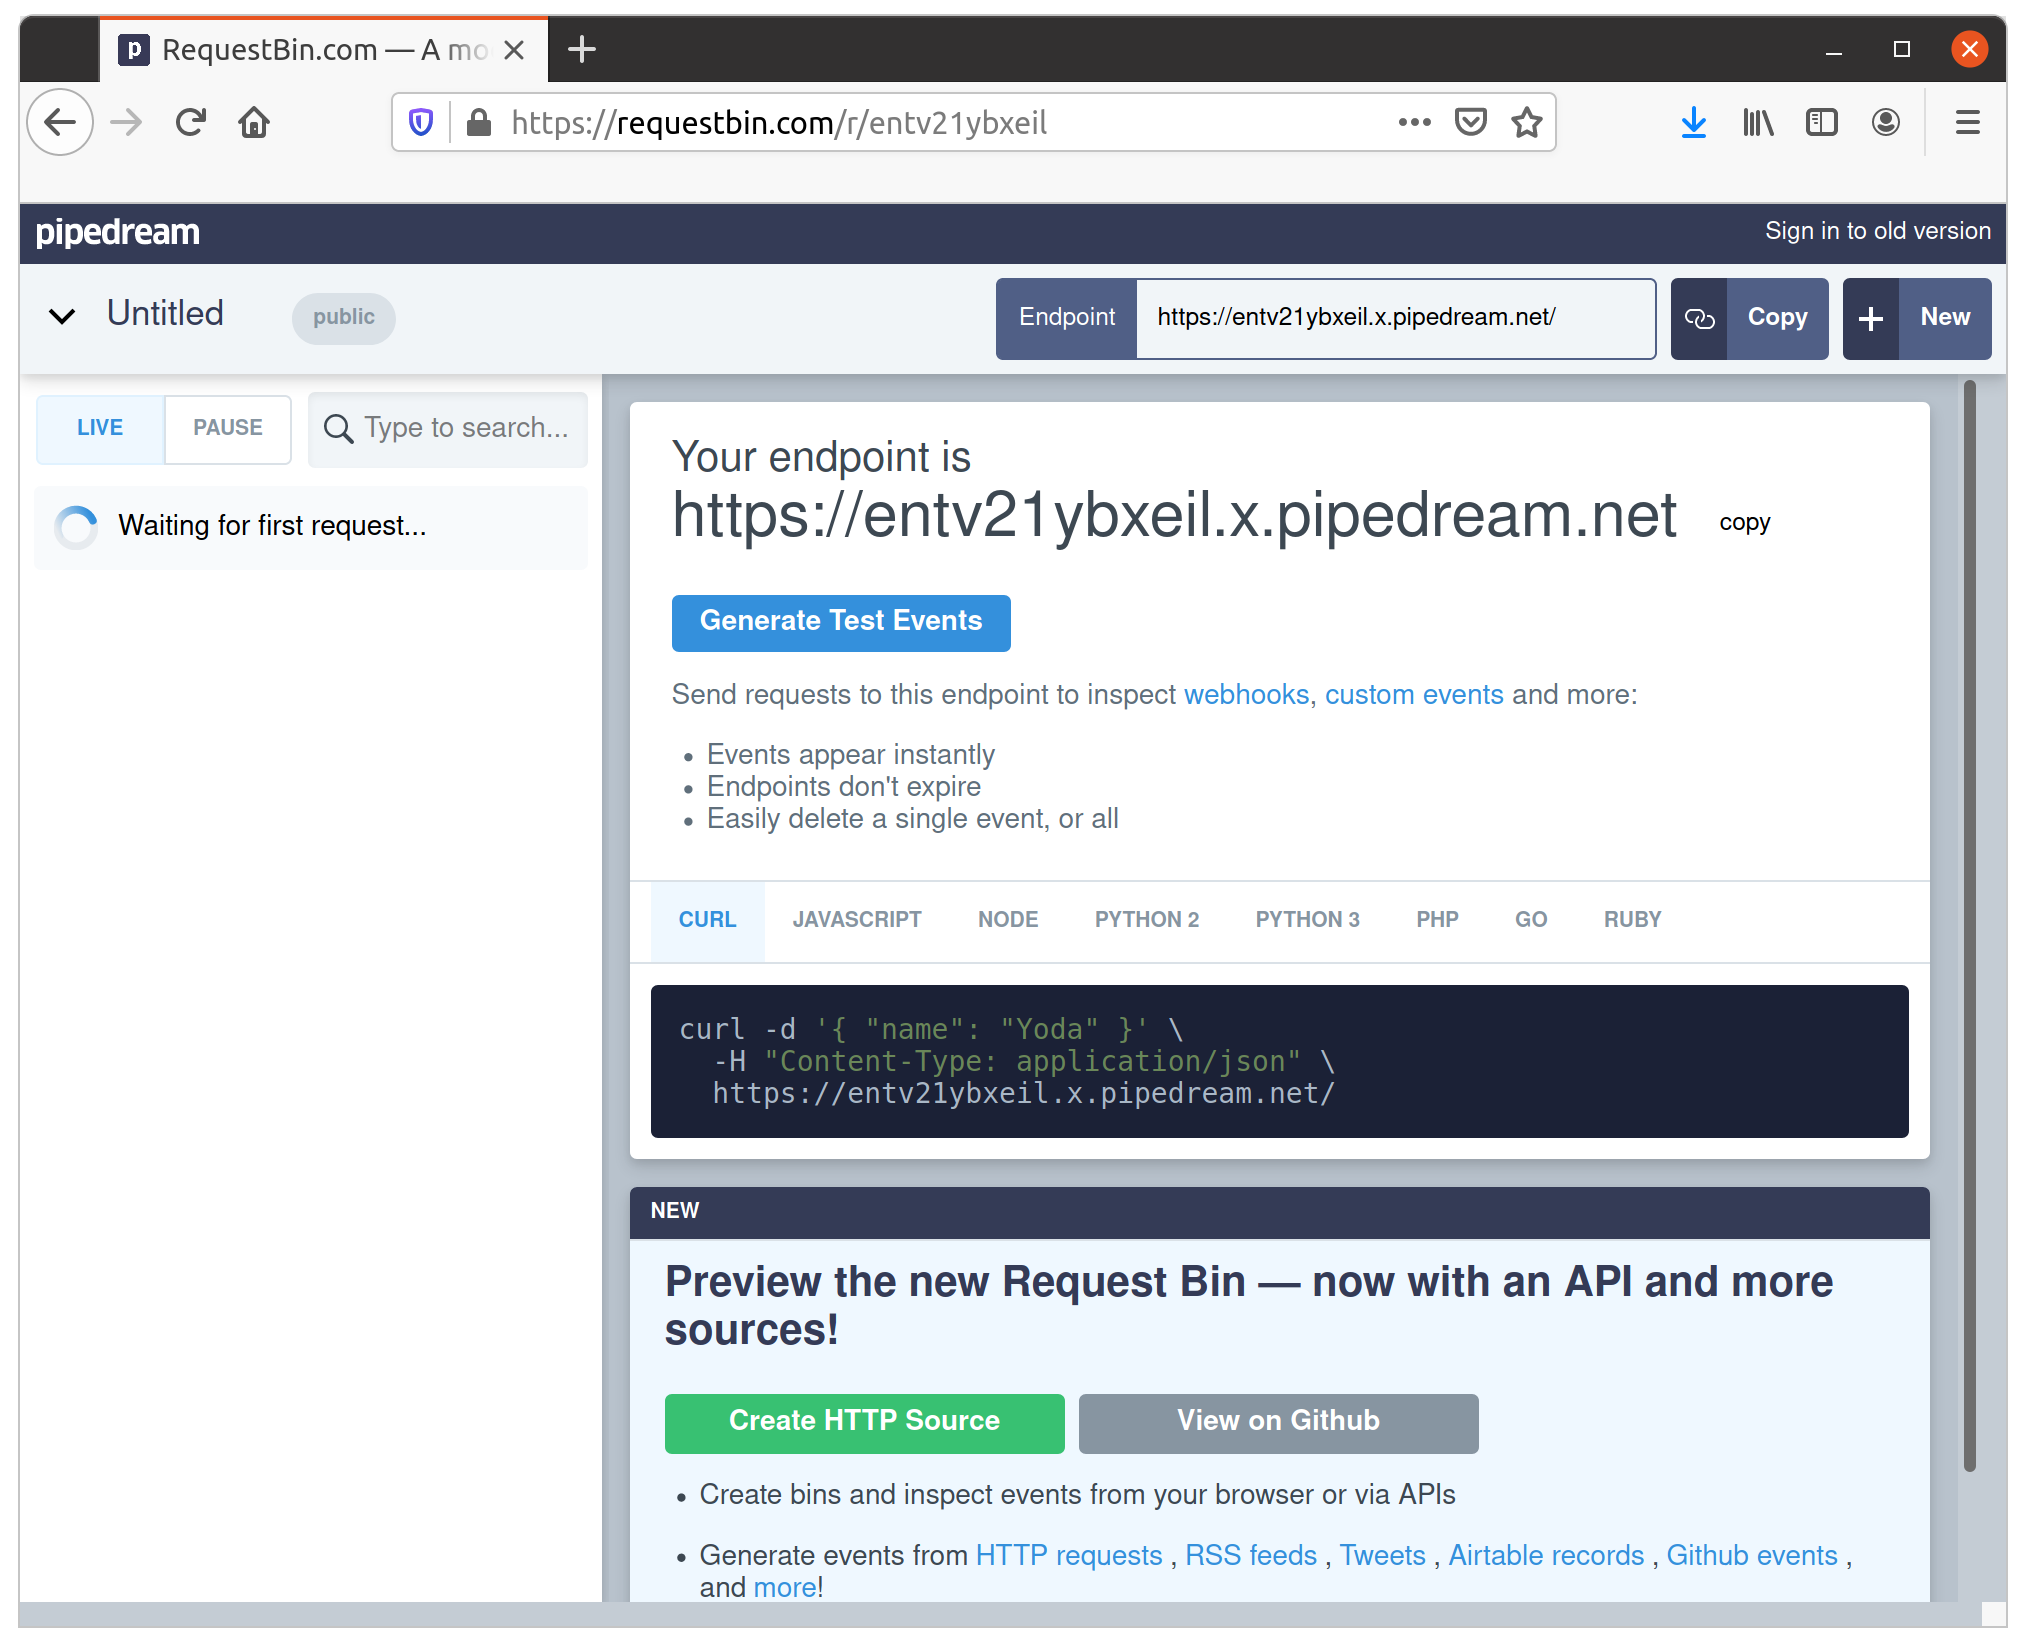 p RequestBin.com — A mo
https://requestbin.com/r/entv21ybxeil
pipedream
Sign in to old version
Untitled
public
Endpoint
https://entv21ybxeil.x.pipedream.net/
Copy
New
LIVE
PAUSE
Type to search...
Waiting for first request...
Your endpoint is
https://entv21ybxeil.x.pipedream.net
copy
Generate Test Events
Send requests to this endpoint to inspect webhooks, custom events and more:
• Events appear instantly
• Endpoints don't expire
• Easily delete a single event, or all
CURL JAVASCRIPT NODE PYTHON 2 PYTHON 3 PHP GO RUBY
curl -d '{ "name": "Yoda" }' \
-H "Content-Type: application/json" \
https://entv21ybxeil.x.pipedream.net/
NEW
Preview the new Request Bin — now with an API and more
sources!
Create HTTP Source
View on Github
• Create bins and inspect events from your browser or via APIs
• Generate events from HTTP requests , RSS feeds , Tweets , Airtable records , Github events ,
and more!